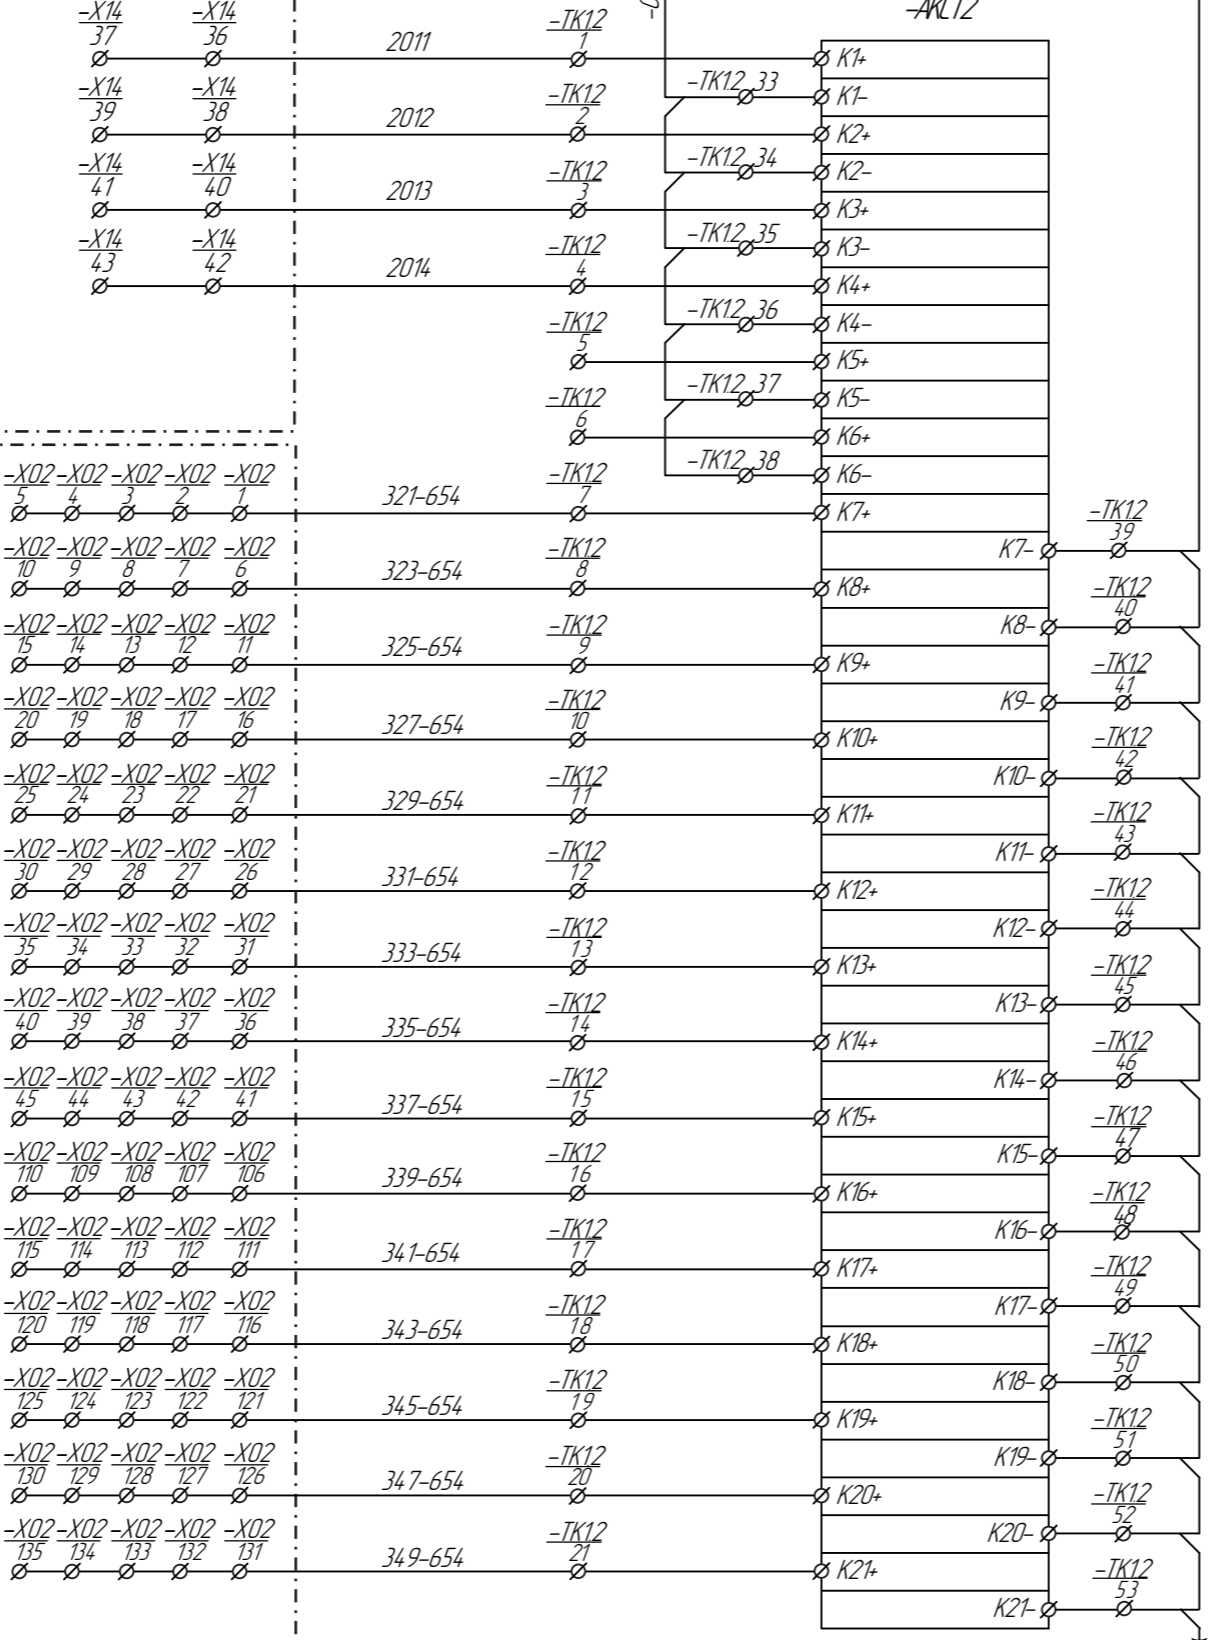 -AKL12
-X14 -X14 -TK12
37 36 2011 1
K1+
-TK12 33 K1-
-X14 -X14 -TK12
39 38 2012 2
K2+
-TK12 34 K2-
-X14 -X14 -TK12
41 40 2013 3
K3+
-TK12 35 K3-
-X14 -X14 -TK12
43 42 2014 4
K4+
-TK12 36 K4-
-TK12
5
K5+
-TK12 37 K5-
-TK12
6
K6+
-TK12 38 K6-
-X02 -X02 -X02 -X02 -X02 -TK12
5 4 3 2 1 321-654 7
K7+
-TK12
39
K7-
-X02 -X02 -X02 -X02 -X02 -TK12
10 9 8 7 6 323-654 8
K8+
-TK12
40
K8-
-X02 -X02 -X02 -X02 -X02 -TK12
15 14 13 12 11 325-654 9
K9+
-TK12
41
K9-
-X02 -X02 -X02 -X02 -X02 -TK12
20 19 18 17 16 327-654 10
K10+
-TK12
42
K10-
-X02 -X02 -X02 -X02 -X02 -TK12
25 24 23 22 21 329-654 11
K11+
-TK12
43
K11-
-X02 -X02 -X02 -X02 -X02 -TK12
30 29 28 27 26 331-654 12
K12+
-TK12
44
K12-
-X02 -X02 -X02 -X02 -X02 -TK12
35 34 33 32 31 333-654 13
K13+
-TK12
45
K13-
-X02 -X02 -X02 -X02 -X02 -TK12
40 39 38 37 36 335-654 14
K14+
-TK12
46
K14-
-X02 -X02 -X02 -X02 -X02 -TK12
45 44 43 42 41 337-654 15
K15+
-TK12
47
K15-
-X02 -X02 -X02 -X02 -X02 -TK12
110 109 108 107 106 339-654 16
K16+
-TK12
48
K16-
-X02 -X02 -X02 -X02 -X02 -TK12
115 114 113 112 111 341-654 17
K17+
-TK12
49
K17-
-X02 -X02 -X02 -X02 -X02 -TK12
120 119 118 117 116 343-654 18
K18+
-TK12
50
K18-
-X02 -X02 -X02 -X02 -X02 -TK12
125 124 123 122 121 345-654 19
K19+
-TK12
51
K19-
-X02 -X02 -X02 -X02 -X02 -TK12
130 129 128 127 126 347-654 20
K20+
-TK12
52
K20-
-X02 -X02 -X02 -X02 -X02 -TK12
135 134 133 132 131 349-654 21
K21+
-TK12
53
K21-